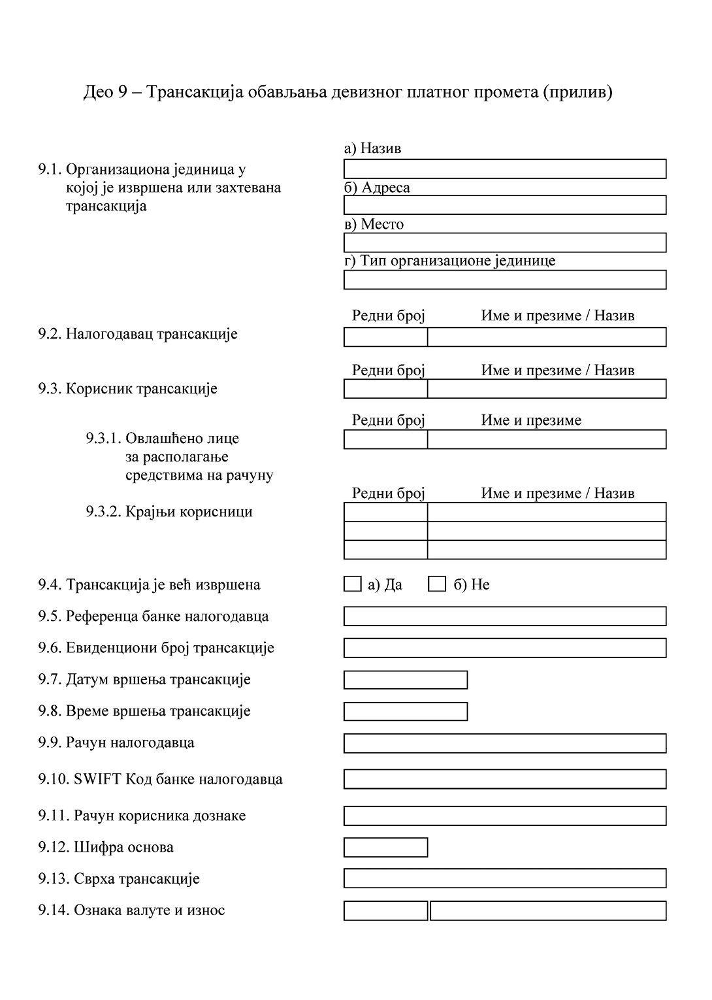 Део 9 – Трансакција обављања девизног платног промета (прилив)
а) Назив
9.1. Организациона јединица у
којој је извршена или захтевана
трансакција
б) Адреса
в) Место
г) Тип организационе јединице
Редни број Име и презиме / Назив
9.2. Налогодавац трансакције
Редни број Име и презиме / Назив
9.3. Корисник трансакције
Редни број Име и презиме
9.3.1. Овлашћено лице
за располагање
средствима на рачуну
Редни број Име и презиме / Назив
9.3.2. Крајњи корисници
9.4. Трансакција је већ извршена а) Да б) Не
9.5. Референца банке налогодавца
9.6. Евиденциони број трансакције
9.7. Датум вршења трансакције
9.8. Време вршења трансакције
9.9. Рачун налогодавца
9.10. SWIFT Код банке налогодавца
9.11. Рачун корисника дознаке
9.12. Шифра основа
9.13. Сврха трансакције
9.14. Ознака валуте и износ